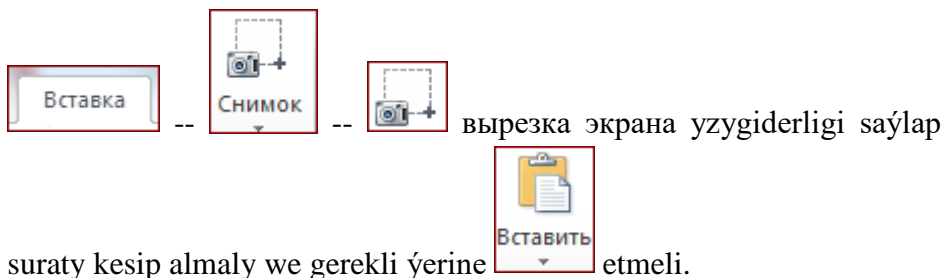 Вставка -- Снимок -- вырезка экрана yzygiderligi saýlap
suraty kesip almaly we gerekli ýerine Вставить etmeli.